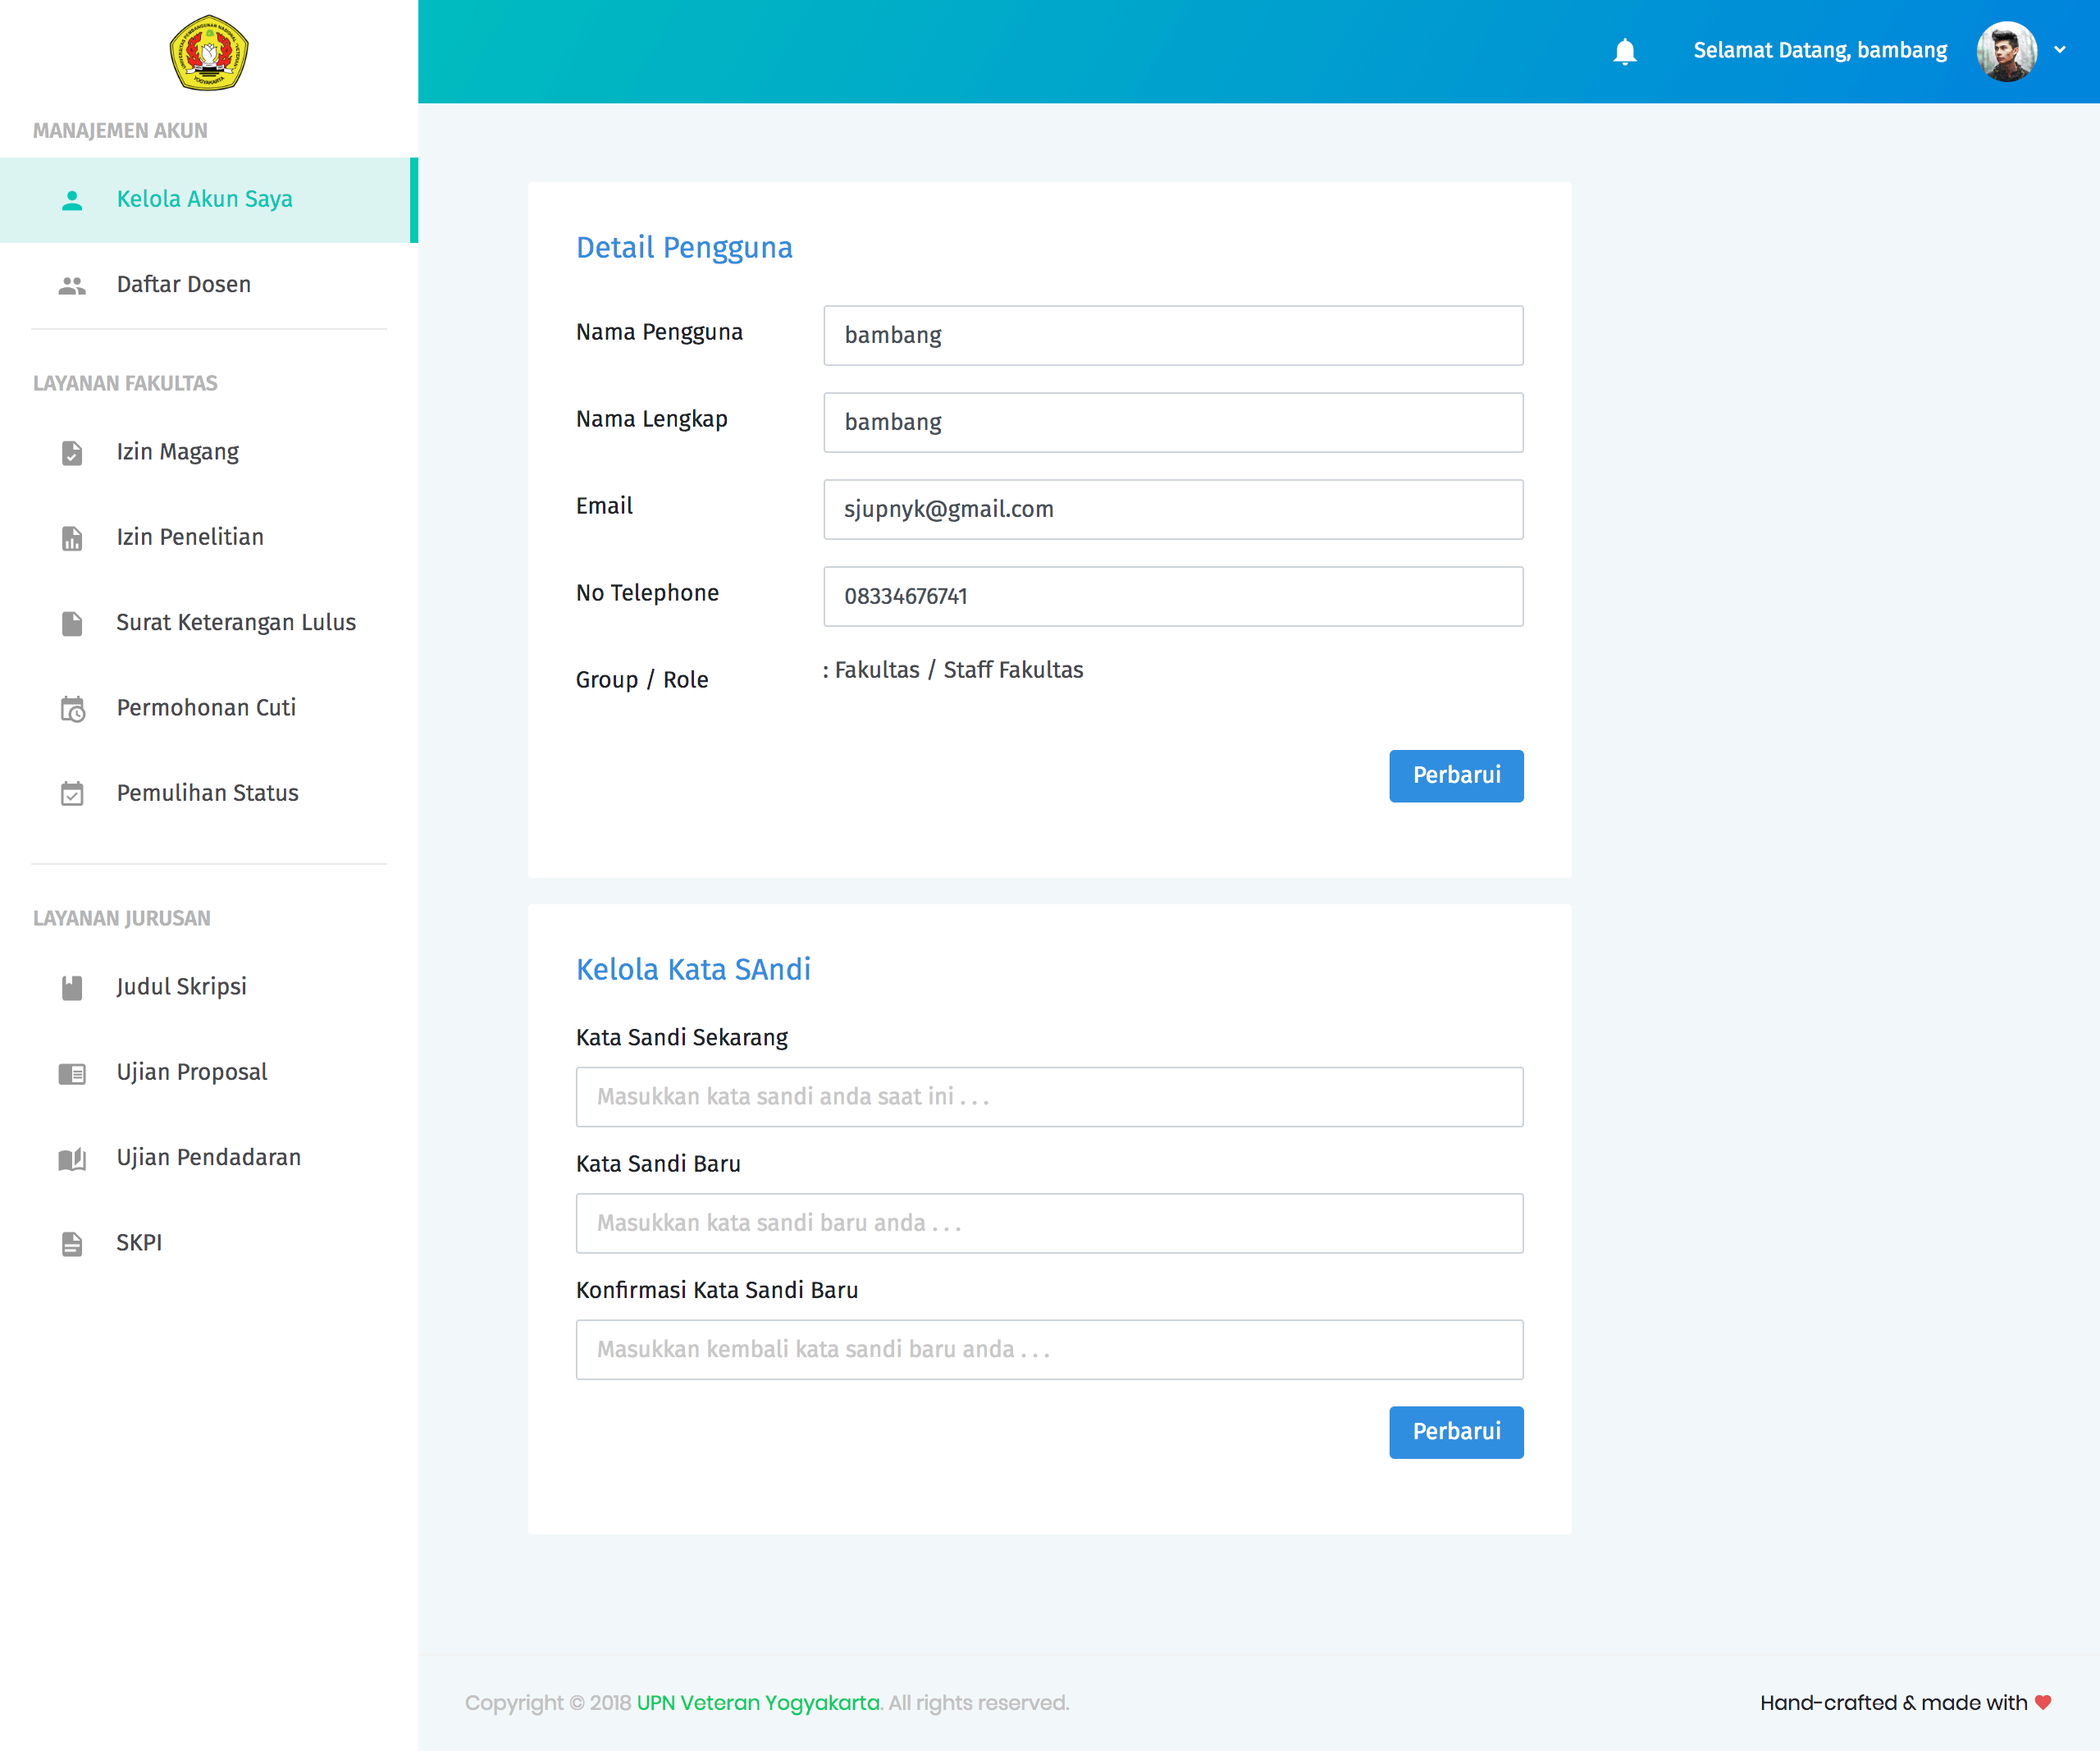 UNIVERSITAS PEMBANGUNAN NASIONAL "VETERAN"
YOGYAKARTA
Selamat Datang, bambang
MANAJEMEN AKUN
Kelola Akun Saya
Daftar Dosen
LAYANAN FAKULTAS
Izin Magang
Izin Penelitian
Surat Keterangan Lulus
Permohonan Cuti
Pemulihan Status
LAYANAN JURUSAN
Judul Skripsi
Ujian Proposal
Ujian Pendadaran
SKPI
Detail Pengguna
Nama Pengguna bambang
Nama Lengkap bambang
Email sjupnyk@gmail.com
No Telephone 08334676741
Group / Role : Fakultas / Staff Fakultas
Perbarui
Kelola Kata SAndi
Kata Sandi Sekarang
Masukkan kata sandi anda saat ini . . .
Kata Sandi Baru
Masukkan kata sandi baru anda . . .
Konfirmasi Kata Sandi Baru
Masukkan kembali kata sandi baru anda . . .
Perbarui
Copyright © 2018 UPN Veteran Yogyakarta. All rights reserved.
Hand-crafted & made with ❤